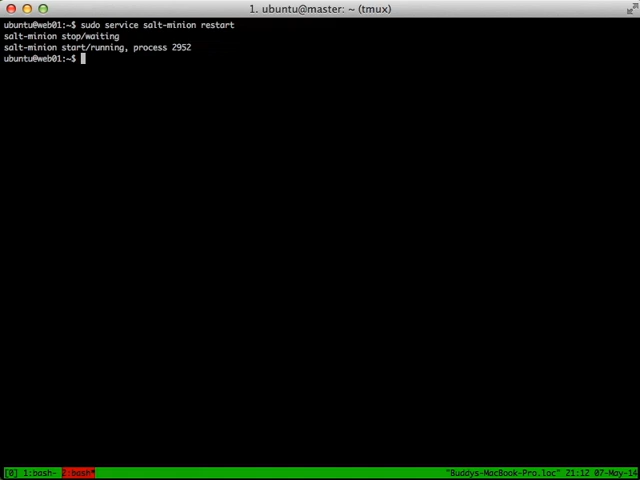 1. ubuntu@master: ~ (tmux)
ubuntu@web01:~$ sudo service salt-minion restart
salt-minion stop/waiting
salt-minion start/running, process 2952
ubuntu@web01:~$
[0] 1:bash- 2:bash* "Buddys-MacBook-Pro.loc" 21:12 07-May-14